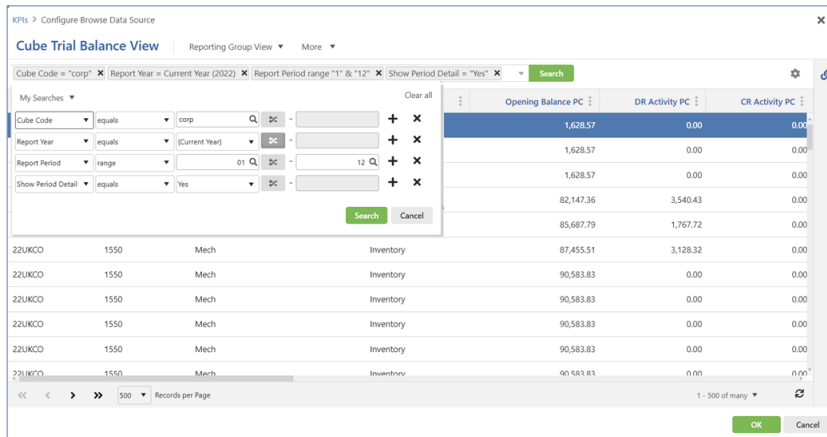 KPIs > Configure Browse Data Source
Cube Trial Balance View Reporting Group View More
Cube Code = "corp" Report Year = Current Year (2022) Report Period range "1" & "12" Show Period Detail = "Yes" Search
My Searches Clear all
Opening Balance PC DR Activity PC CR Activity PC
Cube Code equals corp -
1,628.57 0.00 0.00
Report Year equals (Current Year) -
1,628.57 0.00 0.00
Report Period range 01 - 12
1,628.57 0.00 0.00
Show Period Detail equals Yes -
82,147.36 3,540.43 0.00
Search Cancel
85,687.79 1,767.72 0.00
22UKCO 1550 Mech Inventory 87,455.51 3,128.32 0.00
22UKCO 1550 Mech Inventory 90,583.83 0.00 0.00
22UKCO 1550 Mech Inventory 90,583.83 0.00 0.00
22UKCO 1550 Mech Inventory 90,583.83 0.00 0.00
22UKCO 1550 Mech Inventory 90,583.83 0.00 0.00
22UKCO 1550 Mech Inventory 90,583.83 0.00 0.00
500 Records per Page 1 - 500 of many
OK Cancel